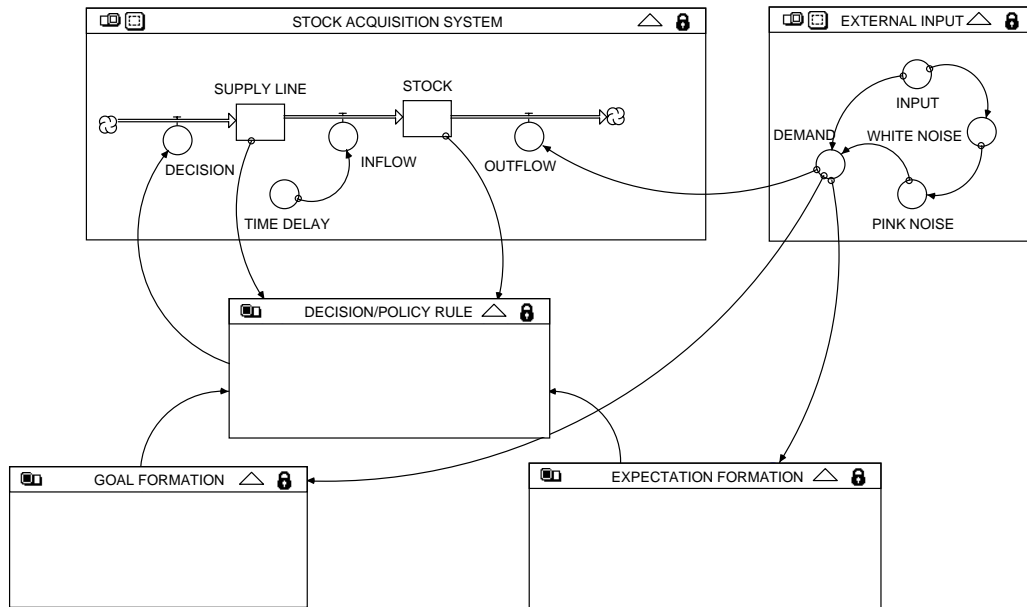 STOCK ACQUISITION SYSTEM
EXTERNAL INPUT
SUPPLY LINE
STOCK
INPUT
DEMAND
WHITE NOISE
DECISION
INFLOW
OUTFLOW
TIME DELAY
PINK NOISE
DECISION/POLICY RULE
GOAL FORMATION
EXPECTATION FORMATION